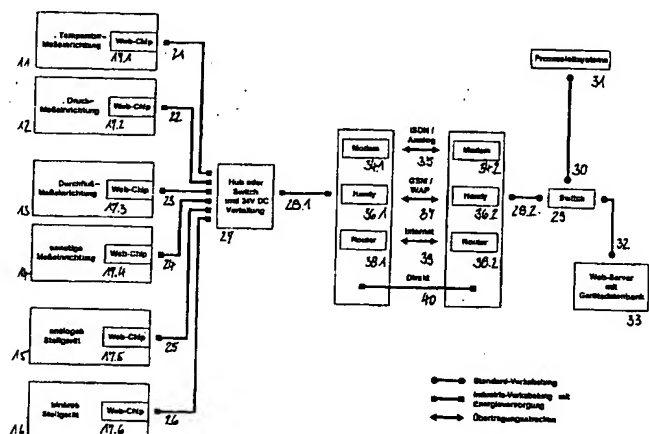 Temperatur-
Meßeinrichtung
Web-Chip
11
17.1
21
Druck-
Meßeinrichtung
Web-Chip
12
17.2
22
Durchfluß-
Meßeinrichtung
Web-Chip
13
17.3
23
sonstige
Meßeinrichtung
Web-Chip
14
17.4
24
analoges
Stellgerät
Web-Chip
15
17.5
25
binäres
Stellgerät
Web-Chip
16
17.6
26
Hub oder
Switch
und 24V DC
Verteilung
27
28.1
Modem
34.1
Handy
36.1
Router
38.1
ISDN /
Analog
35
GSM /
WAP
37
Internet
39
Direkt
40
Modem
34.2
Handy
36.2
Router
38.2
28.2
Switch
29
30
Prozessleitsysteme
31
32
Web-Server
mit
Gerätedatenbank
33
Standard-Verkabelung
Industrie-Verkabelung mit
Energieversorgung
Übertragungsstrecken